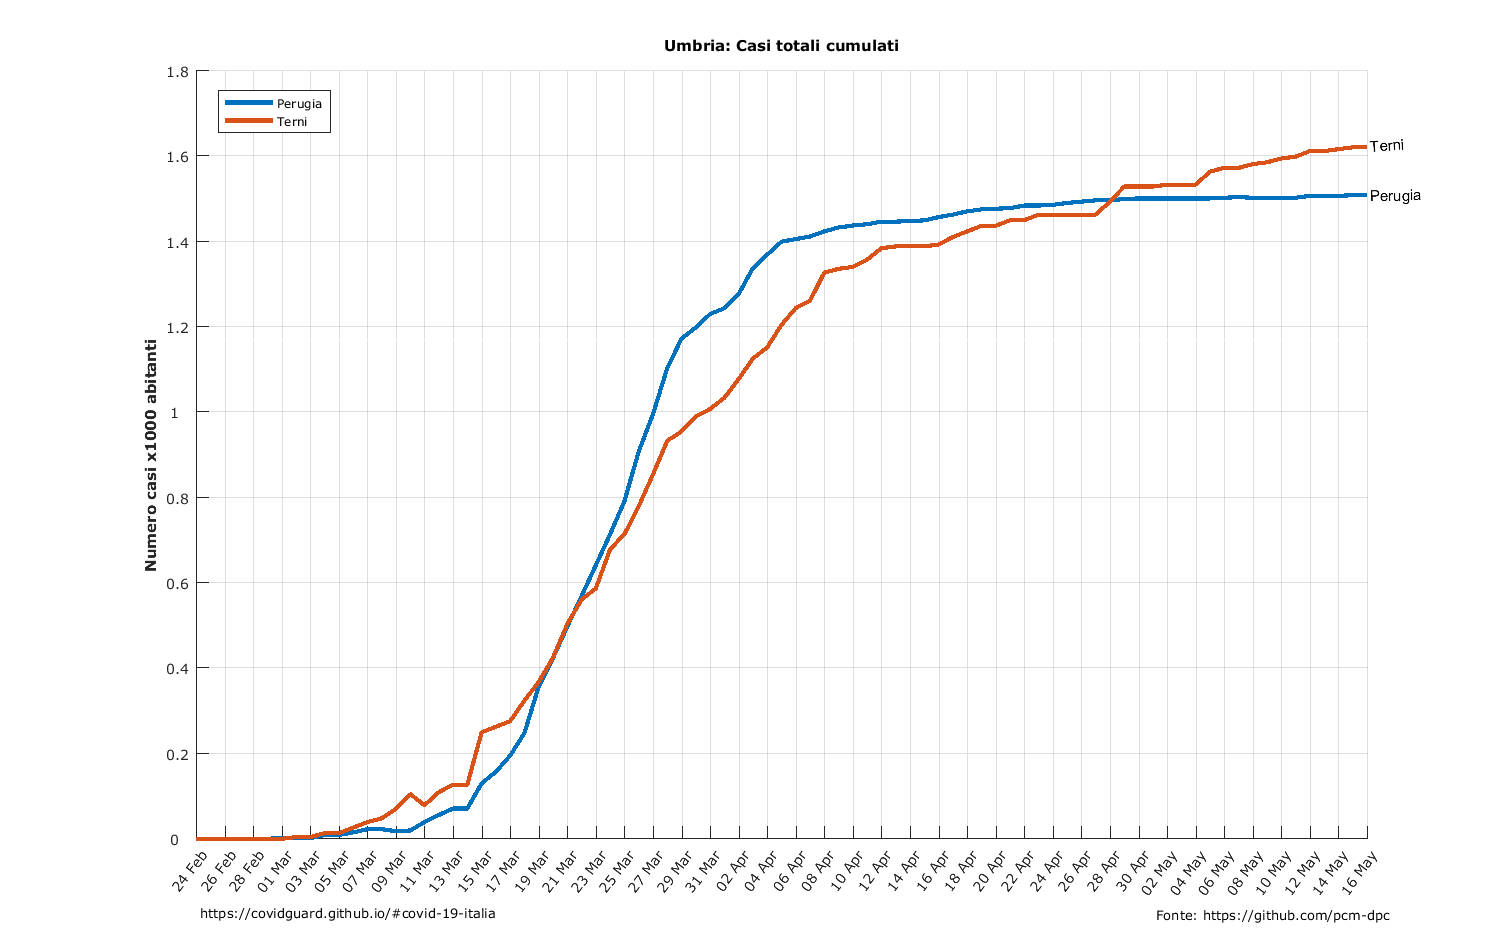 Umbria: Casi totali cumulati
1.8
1.6
1.4
1.2
1
0.8
0.6
0.4
0.2
0
Numero casi x1000 abitanti
Perugia
Terni
Terni
Perugia
24 Feb
26 Feb
28 Feb
01 Mar
03 Mar
05 Mar
07 Mar
09 Mar
11 Mar
13 Mar
15 Mar
17 Mar
19 Mar
21 Mar
23 Mar
25 Mar
27 Mar
29 Mar
31 Mar
02 Apr
04 Apr
06 Apr
08 Apr
10 Apr
12 Apr
14 Apr
16 Apr
18 Apr
20 Apr
22 Apr
24 Apr
26 Apr
28 Apr
30 Apr
02 May
04 May
06 May
08 May
10 May
12 May
14 May
16 May
https://covidguard.github.io/#covid-19-italia
Fonte: https://github.com/pcm-dpc